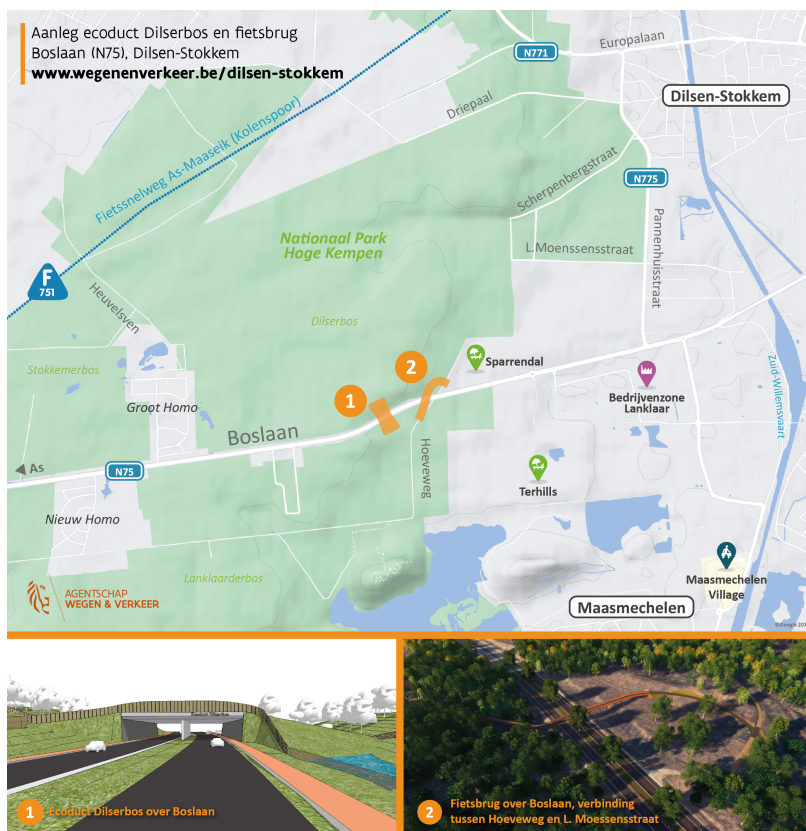 Aanleg ecoduct Dilserbos en fietsbrug
Boslaan (N75), Dilsen-Stokkem
www.wegenenverkeer.be/dilsen-stokkem
N771
Europalaan
Dilsen-Stokkem
Driepaal
Fietssnelweg As-Maaseik (Kolenspoor)
Scherpenbergstraat
N775
Pannenhuisstraat
Nationaal Park
Hoge Kempen
L.Moenssensstraat
F
751
Heuvelsven
Dilserbos
Stokkemerbos
2
Sparrendal
1
Bedrijvenzone
Lanklaar
Zuid-Willemsvaart
Groot Homo
Boslaan
Hoeveweg
As
N75
Terhills
Nieuw Homo
Lanklaarderbos
Maasmechelen
Village
AGENTSCHAP
WEGEN & VERKEER
Maasmechelen
Ecoduct Dilserbos
1 Ecoduct Dilserbos over Boslaan
2 Fietsbrug over Boslaan, verbinding
tussen Hoeveweg en L. Moessensstraat